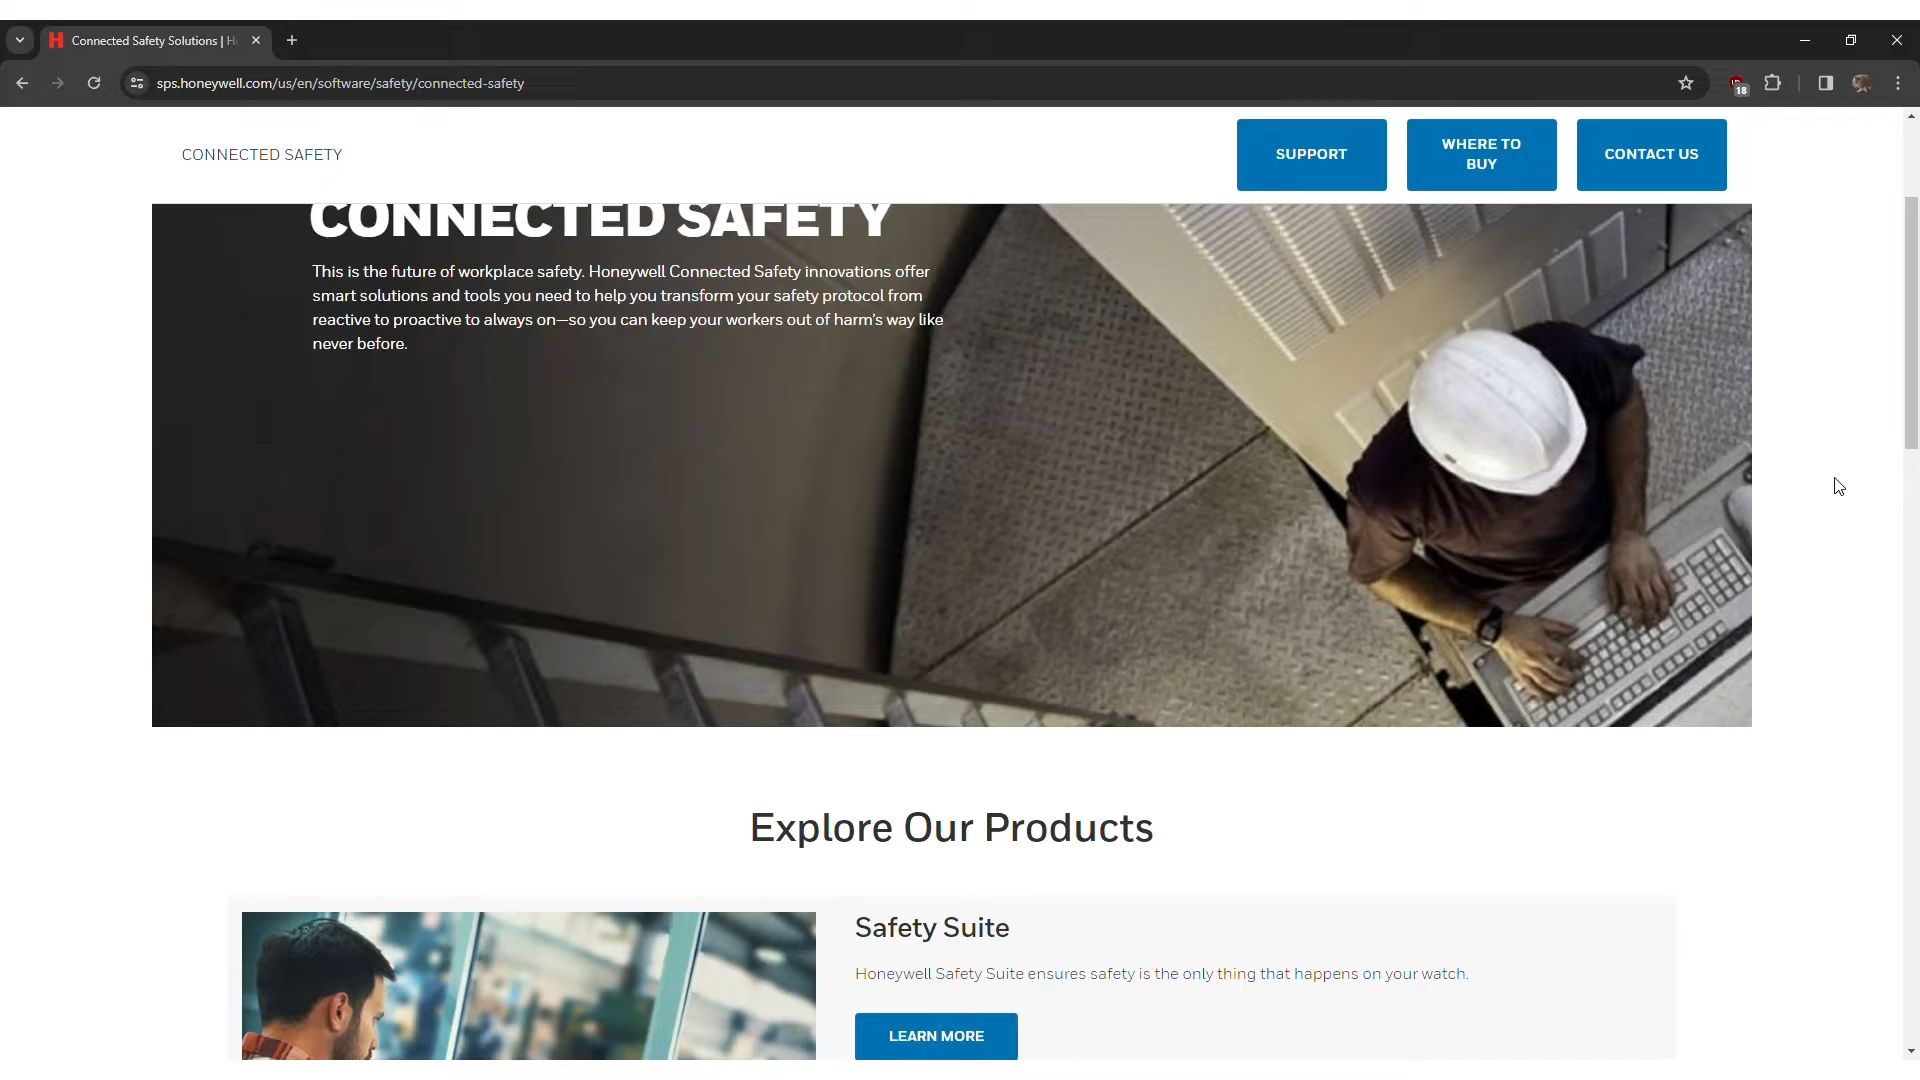 Connected Safety Solutions | H
sps.honeywell.com/us/en/software/safety/connected-safety
18
CONNECTED SAFETY
SUPPORT
WHERE TO
BUY
CONTACT US
CONNECTED SAFETY
This is the future of workplace safety. Honeywell Connected Safety innovations offer
smart solutions and tools you need to help you transform your safety protocol from
reactive to proactive to always on—so you can keep your workers out of harm's way like
never before.
Explore Our Products
Safety Suite
Honeywell Safety Suite ensures safety is the only thing that happens on your watch.
LEARN MORE